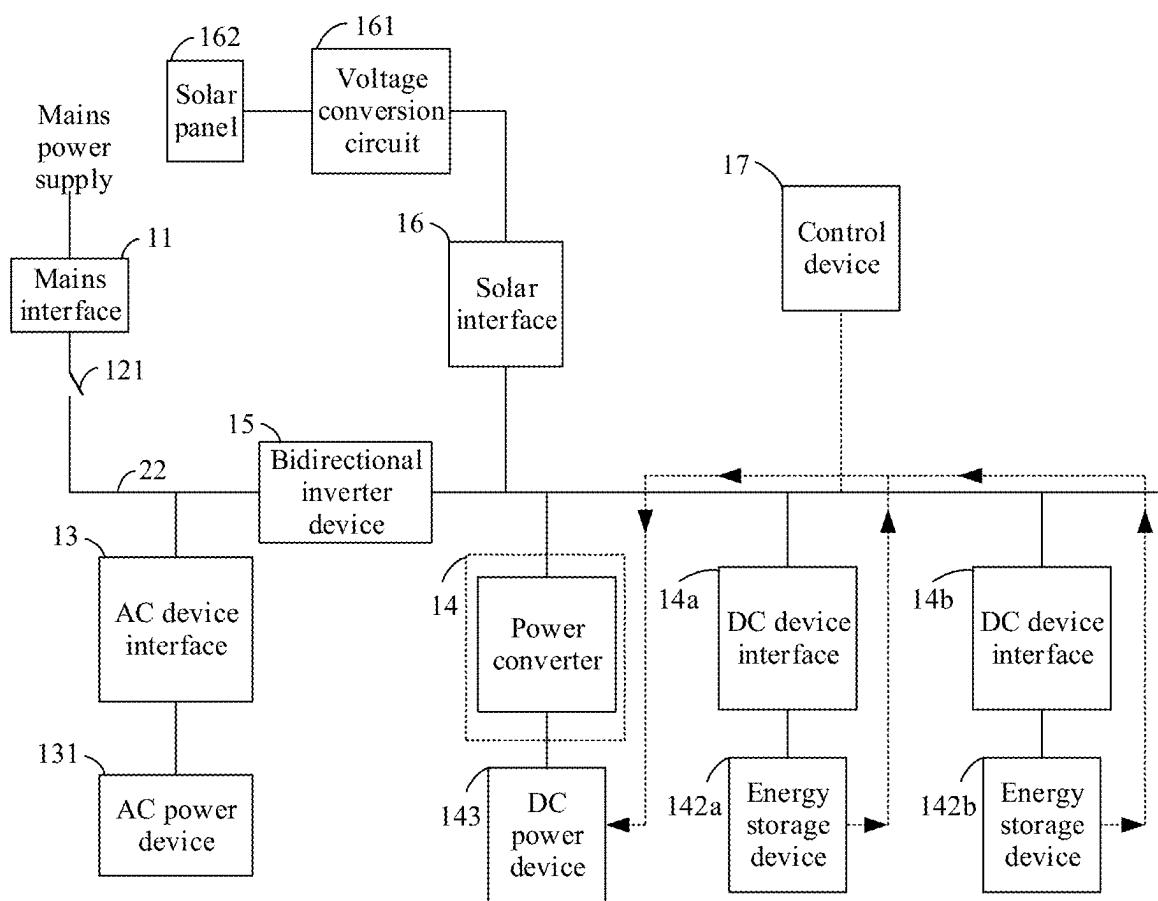 162
161
Solar
panel
Voltage
conversion
circuit
Mains
power
supply
17
Control
device
11
16
Mains
interface
Solar
interface
121
15
Bidirectional
inverter
device
22
13
14
14a
14b
AC device
interface
Power
converter
DC device
interface
DC device
interface
131
143
142a
142b
AC power
device
DC
power
device
Energy
storage
device
Energy
storage
device